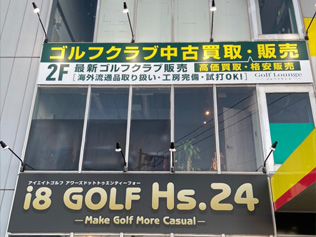 ゴルフクラブ中古買取・販売
2F 最新ゴルフクラブ販売 高価買取・格安販売
[海外流通品取り扱い・工房完備・試打OK!] Golf Lounge
アイエイトゴルフ アワーズドットトゥエンティーフォー
i8 GOLF Hs.24
—Make Golf More Casual—